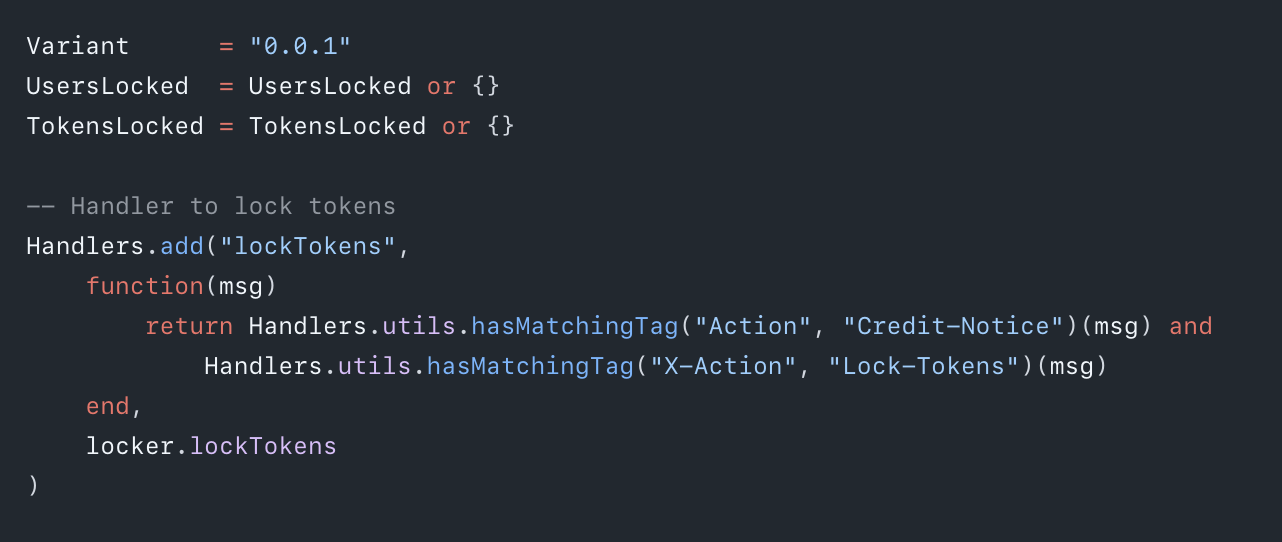 Variant      = "0.0.1"
UsersLocked  = UsersLocked or {}
TokensLocked = TokensLocked or {}

-- Handler to lock tokens
Handlers.add("lockTokens",
    function(msg)
        return Handlers.utils.hasMatchingTag("Action", "Credit-Notice")(msg) and
            Handlers.utils.hasMatchingTag("X-Action", "Lock-Tokens")(msg)
    end,
    locker.lockTokens
)